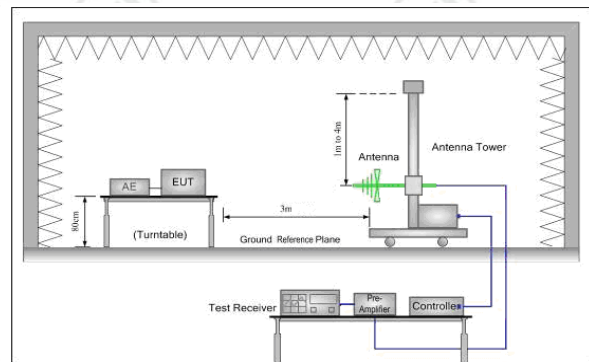 1m to 4m
Antenna
Antenna Tower
AE
EUT
3m
80cm
(Turntable)
Ground Reference Plane
Test Receiver
Pre-
Amplifier
Controller